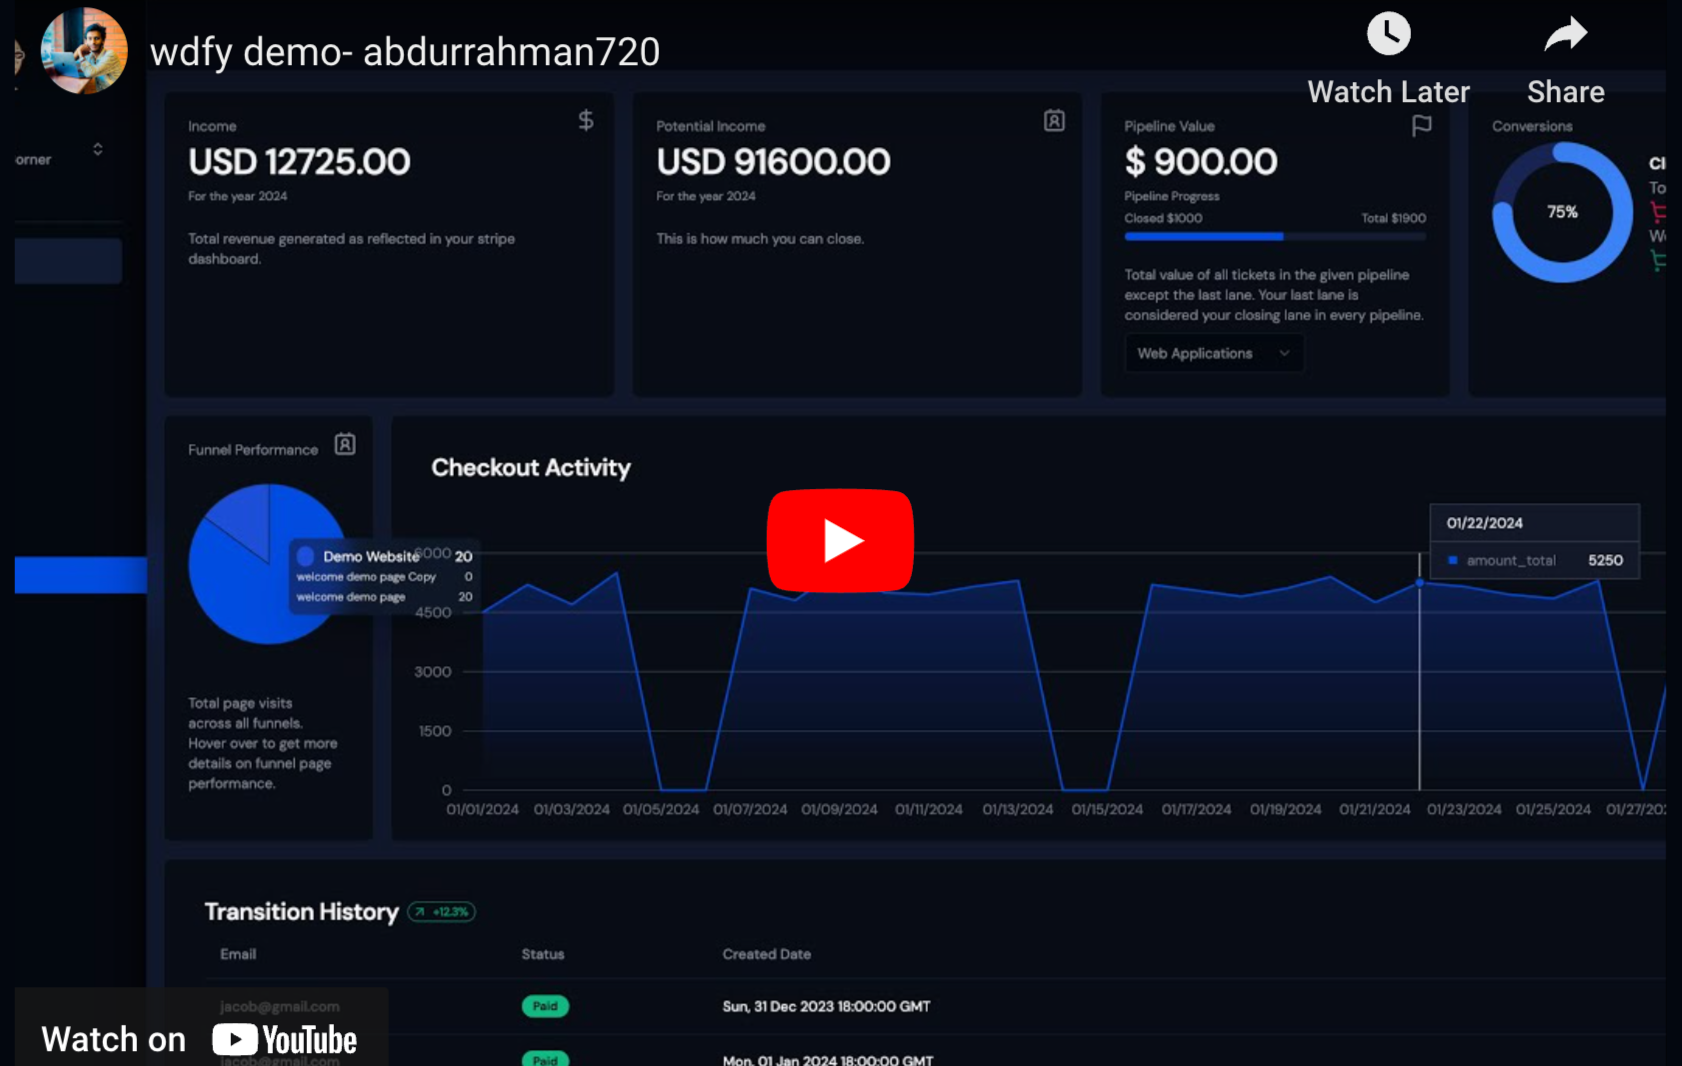 wdfy demo- abdurrahman720
Watch Later
Share
orner
Income
USD 12725.00
For the year 2024
Total revenue generated as reflected in your stripe
dashboard.
Potential Income
USD 91600.00
For the year 2024
This is how much you can close.
Pipeline Value
$ 900.00
Pipeline Progress
Closed $1000
Total $1900
Total value of all tickets in the given pipeline
except the last lane. Your last lane is
considered your closing lane in every pipeline.
Web Applications
Conversions
75%
To
Funnel Performance
Demo Website 20
welcome demo page Copy 0
welcome demo page 20
Total page visits
across all funnels.
Hover over to get more
details on funnel page
performance.
Checkout Activity
6000
4500
3000
1500
0
01/22/2024
amount_total 5250
01/01/2024 01/03/2024 01/05/2024 01/07/2024 01/09/2024 01/11/2024 01/13/2024 01/15/2024 01/17/2024 01/19/2024 01/21/2024 01/23/2024 01/25/2024 01/27/202
Transition History +12.3%
Email Status Created Date
jacob@gmail.com Paid Sun, 31 Dec 2023 18:00:00 GMT
jacob@gmail.com Paid Mon, 01 Jan 2024 18:00:00 GMT
Watch on YouTube